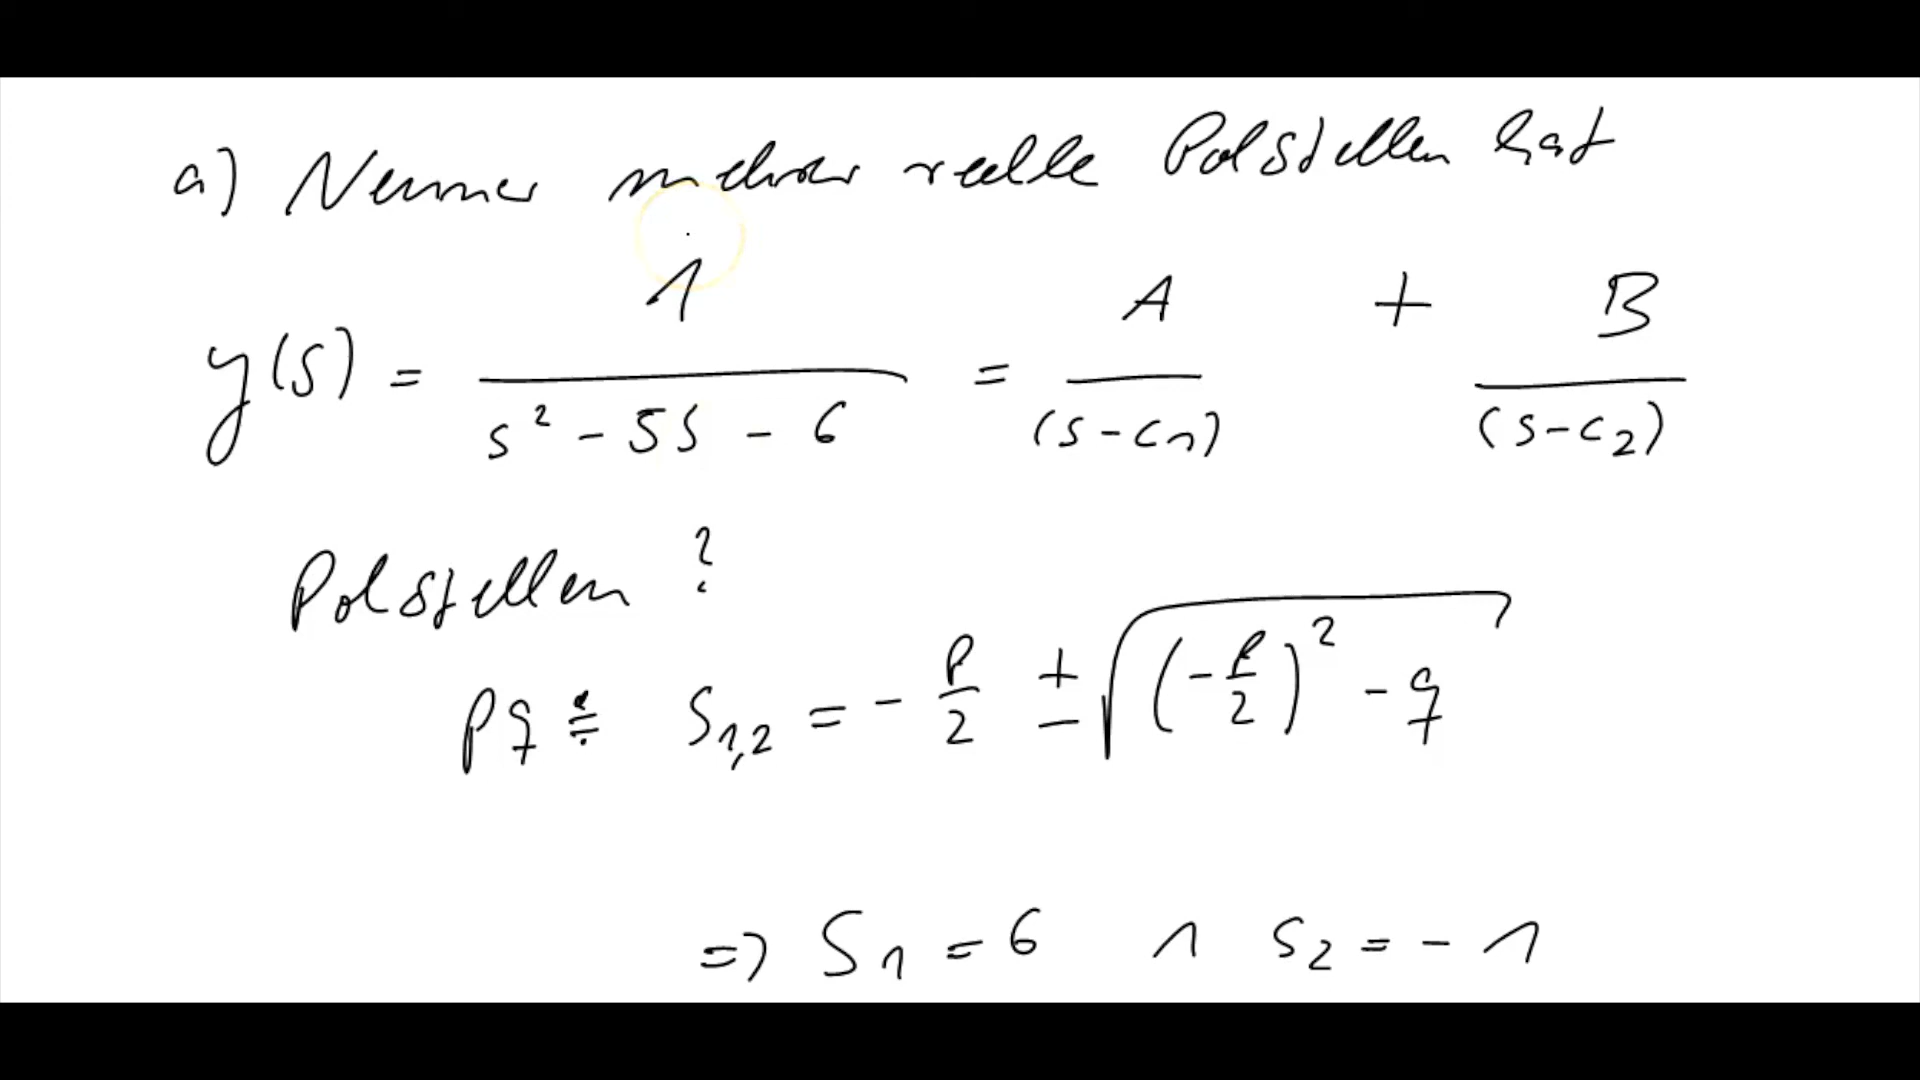 a) Nenner mehrere reelle Polstellen hat
y(s) = 1 / (s² - 5s - 6) = A / (s - c₁) + B / (s - c₂)
Polstellen ?
pq : S₁,₂ = - p/2 ± √((- p/2)² - q)
=> S₁ = 6 ∧ S₂ = - 1